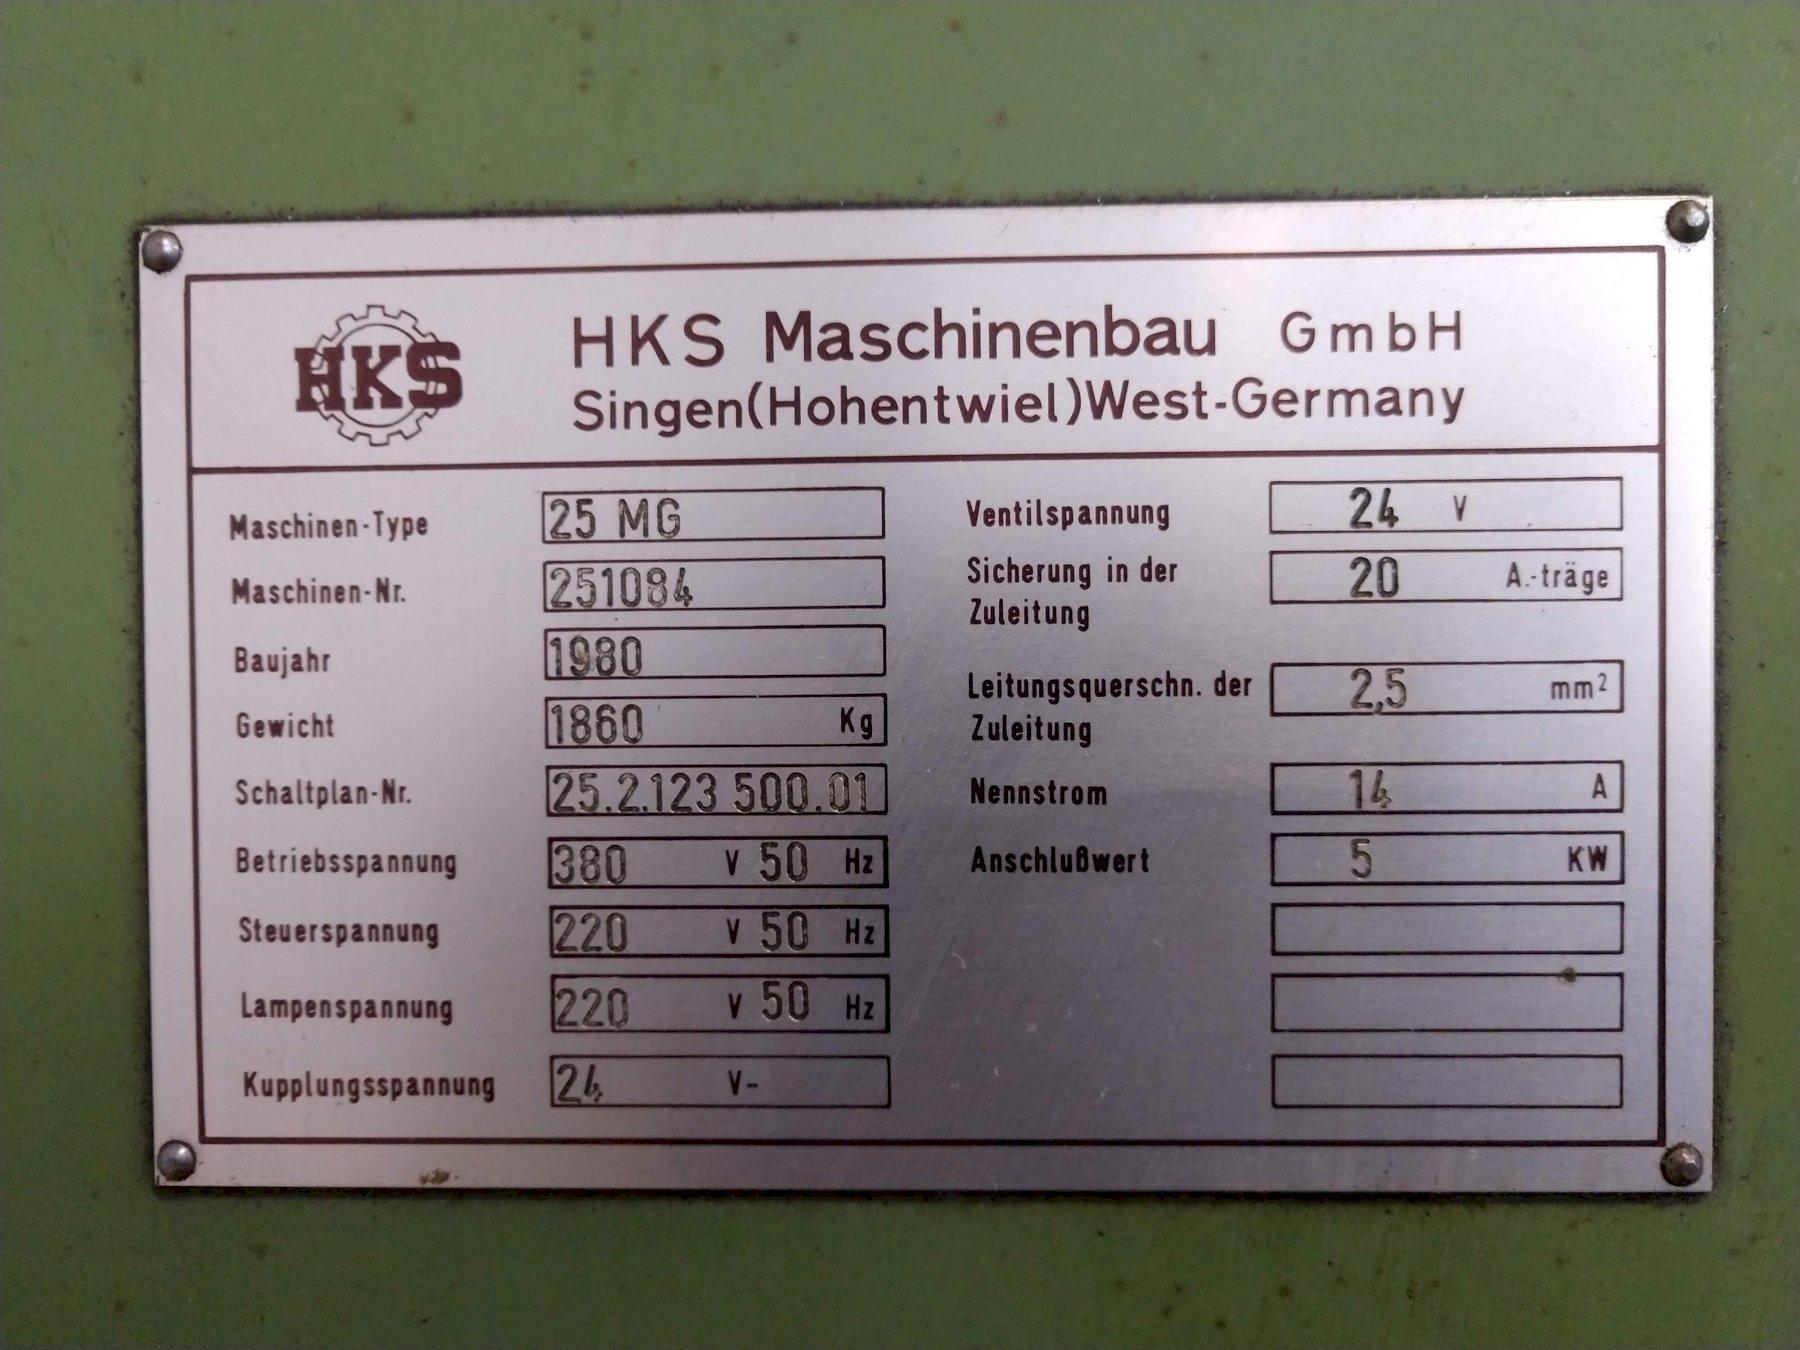 HKS
HKS Maschinenbau GmbH
Singen(Hohentwiel)West-Germany
Maschinen-Type 25 MG
Maschinen-Nr. 251084
Baujahr 1980
Gewicht 1860 Kg
Schaltplan-Nr. 25.2.123 500.01
Betriebsspannung 380 V 50 Hz
Steuerspannung 220 V 50 Hz
Lampenspannung 220 V 50 Hz
Kupplungsspannung 24 V-
Ventilspannung 24 V
Sicherung in der 20 A.-träge
Zuleitung
Leitungsquerschn. der 2,5 mm²
Zuleitung
Nennstrom 14 A
Anschlußwert 5 KW